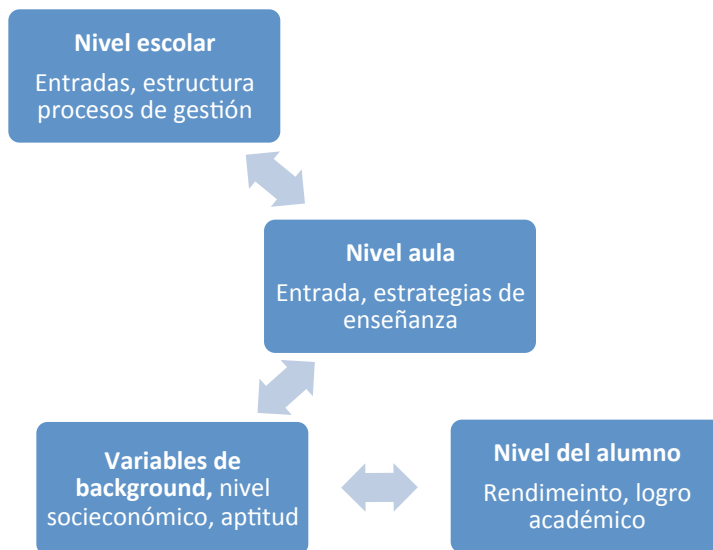 Nivel escolar
Entradas, estructura
procesos de gestión
Nivel aula
Entrada, estrategias de
enseñanza
Variables de
background, nivel
socieconómico, aptitud
Nivel del alumno
Rendimeinto, logro
académico